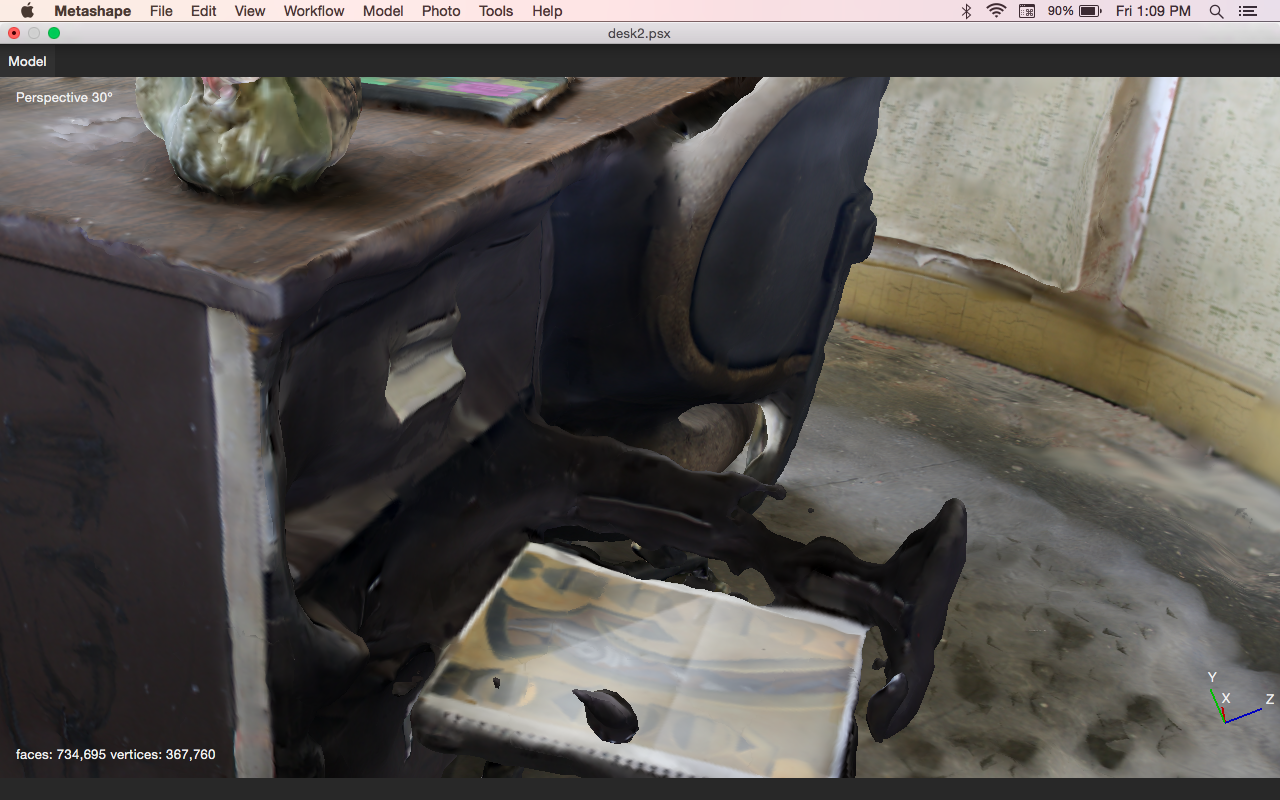 Metashape File Edit View Workflow Model Photo Tools Help 90% Fri 1:09 PM
desk2.psx
Model
Perspective 30°
Y
X Z
faces: 734,695 vertices: 367,760